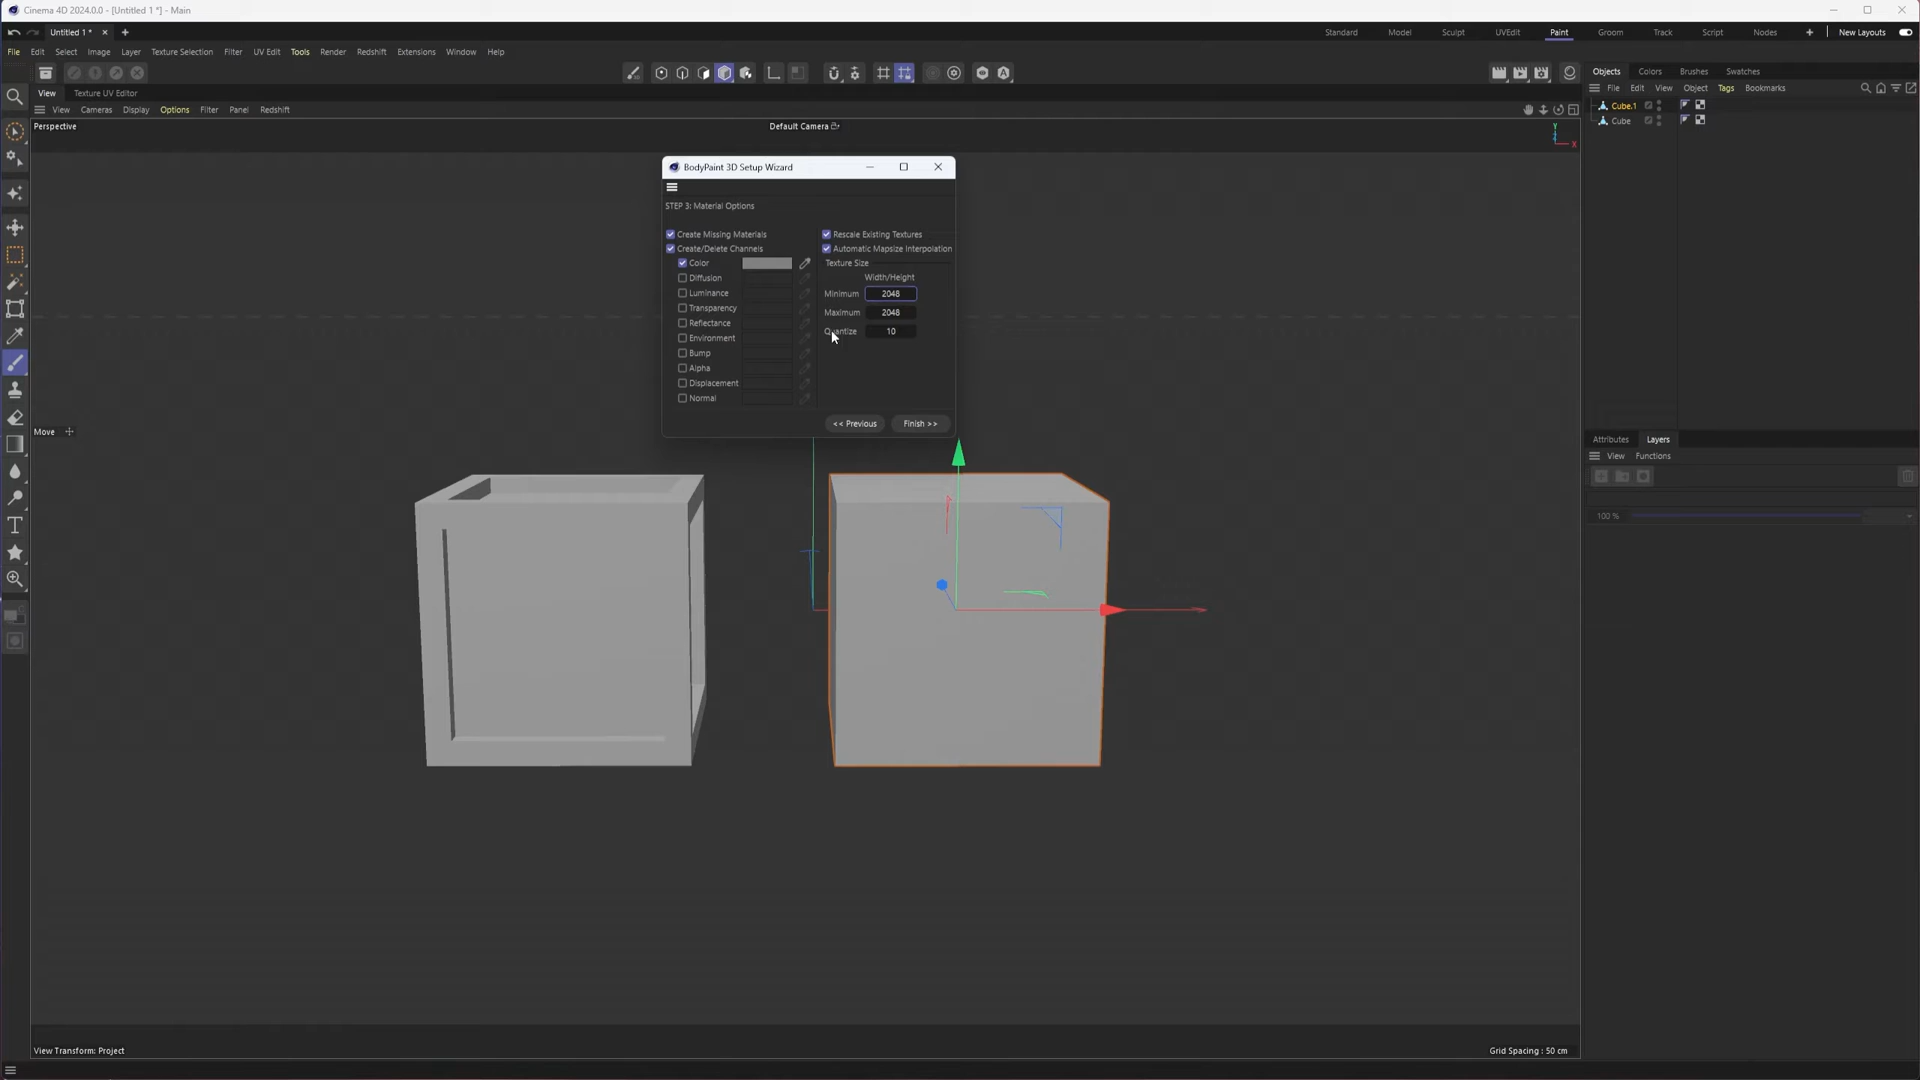 Cinema 4D 2024.0.0 - [Untitled 1 *] - Main
Untitled 1 *
Standard
Model
Sculpt
UVEdit
Paint
Groom
Track
Script
Nodes
New Layouts
File
Edit
Select
Image
Layer
Texture Selection
Filter
UV Edit
Tools
Render
Redshift
Extensions
Window
Help
Objects
Colors
Brushes
Swatches
View
Texture UV Editor
File
Edit
View
Object
Tags
Bookmarks
View
Cameras
Display
Options
Filter
Panel
Redshift
Cube.1
Cube
Perspective
Default Camera
Y
Z
X
BodyPaint 3D Setup Wizard
STEP 3: Material Options
Create Missing Materials
Create/Delete Channels
Color
Diffusion
Luminance
Transparency
Reflectance
Environment
Bump
Alpha
Displacement
Normal
Rescale Existing Textures
Automatic Mapsize Interpolation
Texture Size
Width/Height
Minimum 2048
Maximum 2048
Quantize 10
<< Previous
Finish >>
Move
Attributes
Layers
View
Functions
100 %
View Transform: Project
Grid Spacing : 50 cm